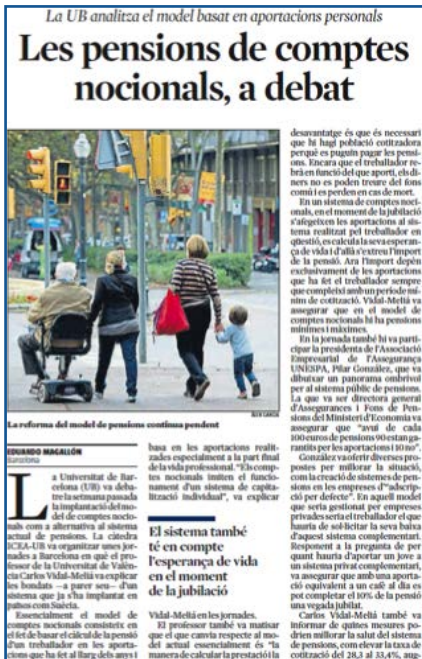 La UB analitza el model basat en aportacions personals
Les pensions de comptes
nocionals, a debat
La reforma del model de pensions continua pendent
EDUARDO MAGALLÓN
Barcelona
La Universitat de Bar-
celona (UB) va deba-
tre la setmana passada
la implantació del mo-
del de comptes nocio-
nals com a alternativa al sistema
actual de pensions. La càtedra
ICEA-UB va organitzar unes jor-
nades a Barcelona en què el pro-
fessor de la Universitat de Valèn-
cia Carlos Vidal-Melià va explicar
les bondats –a parer seu– d'un
sistema que ja s'ha implantat en
països com Suècia.
Essencialment el model de
comptes nocionals consisteix en
el fet de basar el càlcul de la pensió
d'un treballador en les aporta-
cions que ha fet al llarg dels anys i
basa en les aportacions realit-
zades especialment a la part final
de la vida professional. "Els comp-
tes nocionals imiten el funciona-
ment d'un sistema de capita-
lització individual", va explicar
El sistema també
té en compte
l'esperança de vida
en el moment
de la jubilació
Vidal-Melià en les jornades.
El professor també va matisar
que el que canvia respecte al mo-
del actual essencialment és "la
manera de calcular la prestació i la
desavantatge és que és necessari
que hi hagi població cotitzadora
perquè es puguin pagar les pensi-
ons. Encara que el treballador re-
brà en funció del que aporti, els di-
ners no es poden treure del fons
comú i es perden en cas de mort.
En un sistema de comptes no-
cionals, en el moment de la jubilació
s'afegeixen les aportacions al sis-
tema realitzat pel treballador en
qüestió, es calcula la seva esperan-
ça de vida i d'allà s'extreu l'import
de la pensió. Ara l'import depèn
exclusivament de les aportacions
que ha fet el treballador sempre
que compleixi amb un període mí-
nim de cotització. Vidal-Melià va
assegurar que en el model de
comptes nocionals hi ha pensions
mínimes i màximes.
En la jornada també hi va parti-
cipar la presidenta de l'Associació
Empresarial de l'Assegurança
UNESPA, Pilar González, que va
dibuixar un panorama ombrívol
per al sistema públic de pensions.
La que va ser directora general
d'Assegurances i Fons de Pen-
sions del Ministeri d'Economia va
assegurar que "avui de cada
100 euros de pensions 90 estan ga-
rantits per les aportacions i 10 no".
González va oferir diverses pro-
postes per millorar la situació,
com la creació de sistemes de pen-
sions en les empreses d'"adscrip-
ció per defecte". En aquell model
que seria gestionat per empreses
privades seria el treballador el que
hauria de sol·licitar la seva baixa
d'aquest sistema complementari.
Responent a la pregunta de per
quant hauria d'aportar un jove a
un sistema privat complementari,
va assegurar que amb una aporta-
ció equivalent a un cafè al dia es
pot completar el 10% de la pensió
una vegada jubilat.
Carlos Vidal-Melià també va
informar de quines mesures po-
drien millorar la salut del sistema
de pensions, com elevar la taxa de
cotització del 28,3 al 33,4%, aug-